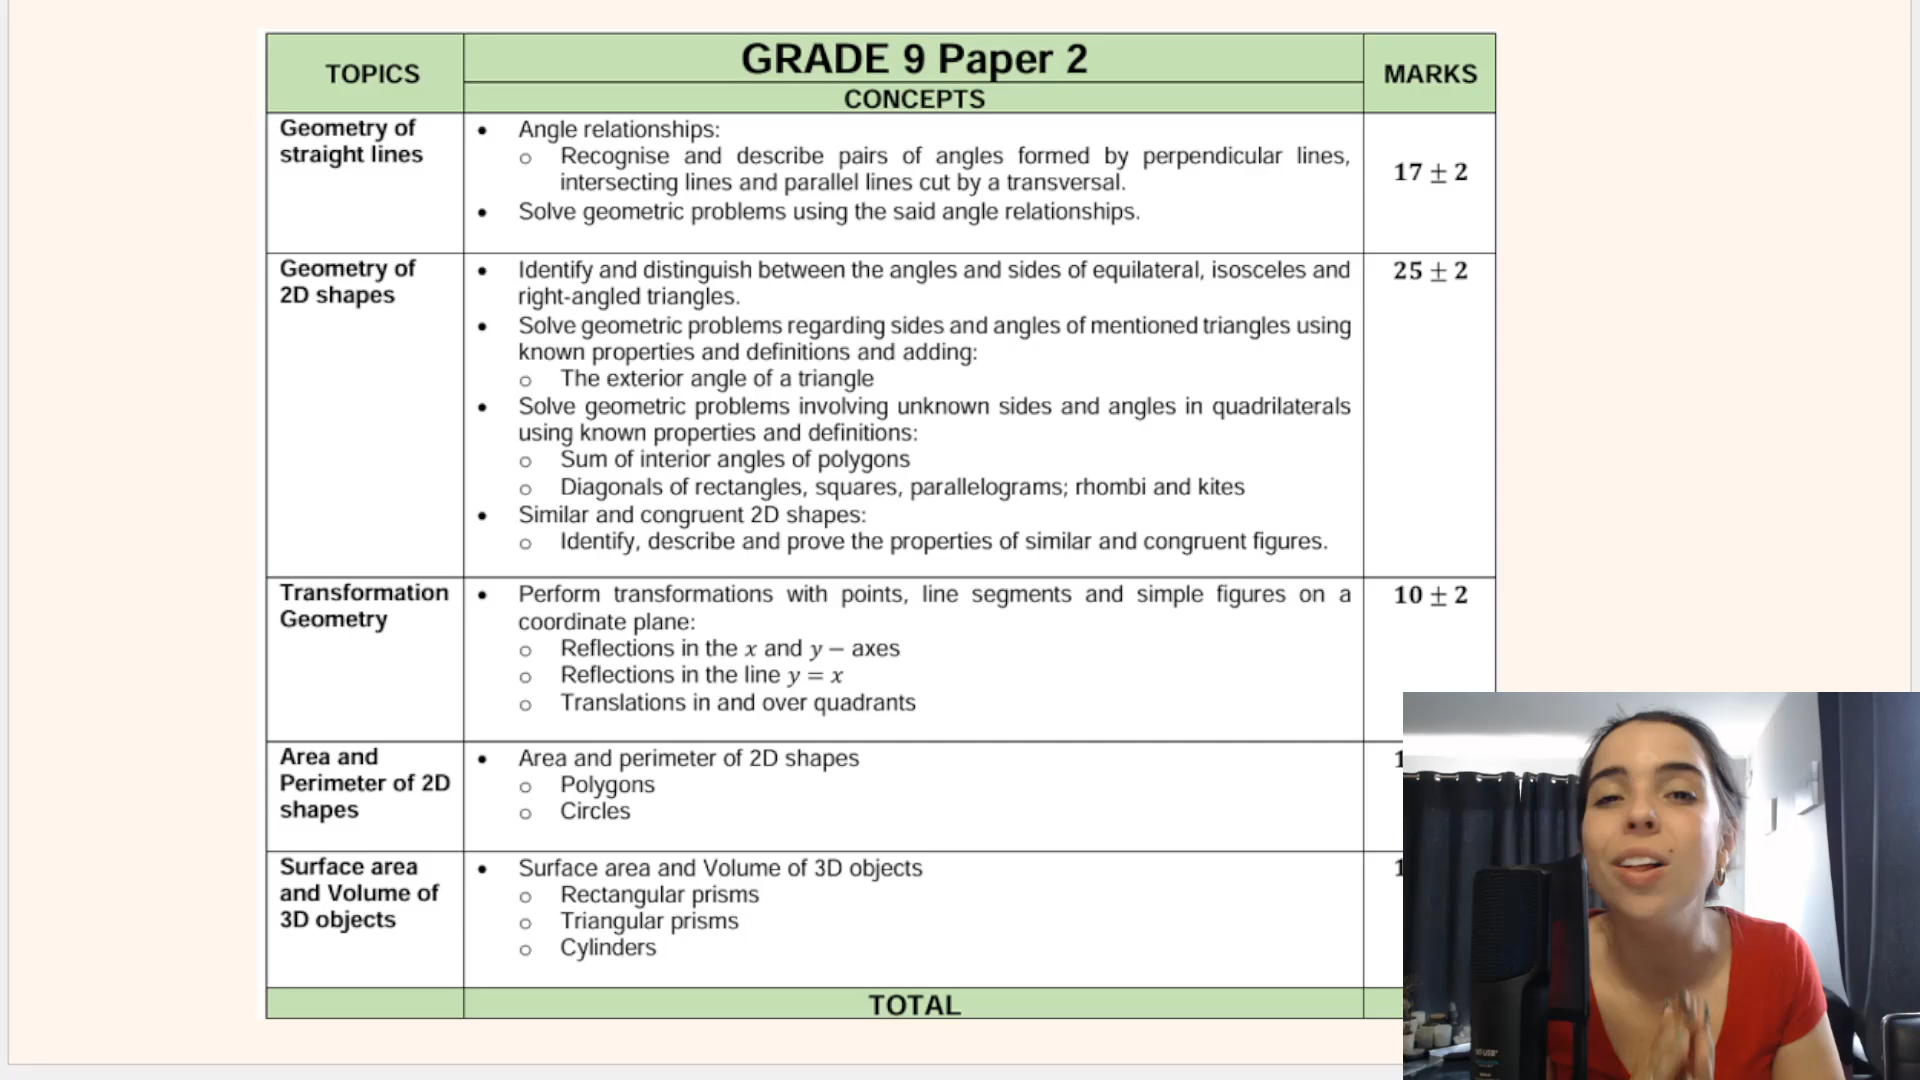 TOPICS
GRADE 9 Paper 2
MARKS
CONCEPTS
Geometry of
straight lines
• Angle relationships:
o Recognise and describe pairs of angles formed by perpendicular lines,
intersecting lines and parallel lines cut by a transversal.
• Solve geometric problems using the said angle relationships.
17 ± 2
Geometry of
2D shapes
• Identify and distinguish between the angles and sides of equilateral, isosceles and
right-angled triangles.
• Solve geometric problems regarding sides and angles of mentioned triangles using
known properties and definitions and adding:
o The exterior angle of a triangle
• Solve geometric problems involving unknown sides and angles in quadrilaterals
using known properties and definitions:
o Sum of interior angles of polygons
o Diagonals of rectangles, squares, parallelograms; rhombi and kites
• Similar and congruent 2D shapes:
o Identify, describe and prove the properties of similar and congruent figures.
25 ± 2
Transformation
Geometry
• Perform transformations with points, line segments and simple figures on a
coordinate plane:
o Reflections in the x and y − axes
o Reflections in the line y = x
o Translations in and over quadrants
10 ± 2
Area and
Perimeter of 2D
shapes
• Area and perimeter of 2D shapes
o Polygons
o Circles
1
Surface area
and Volume of
3D objects
• Surface area and Volume of 3D objects
o Rectangular prisms
o Triangular prisms
o Cylinders
1
TOTAL